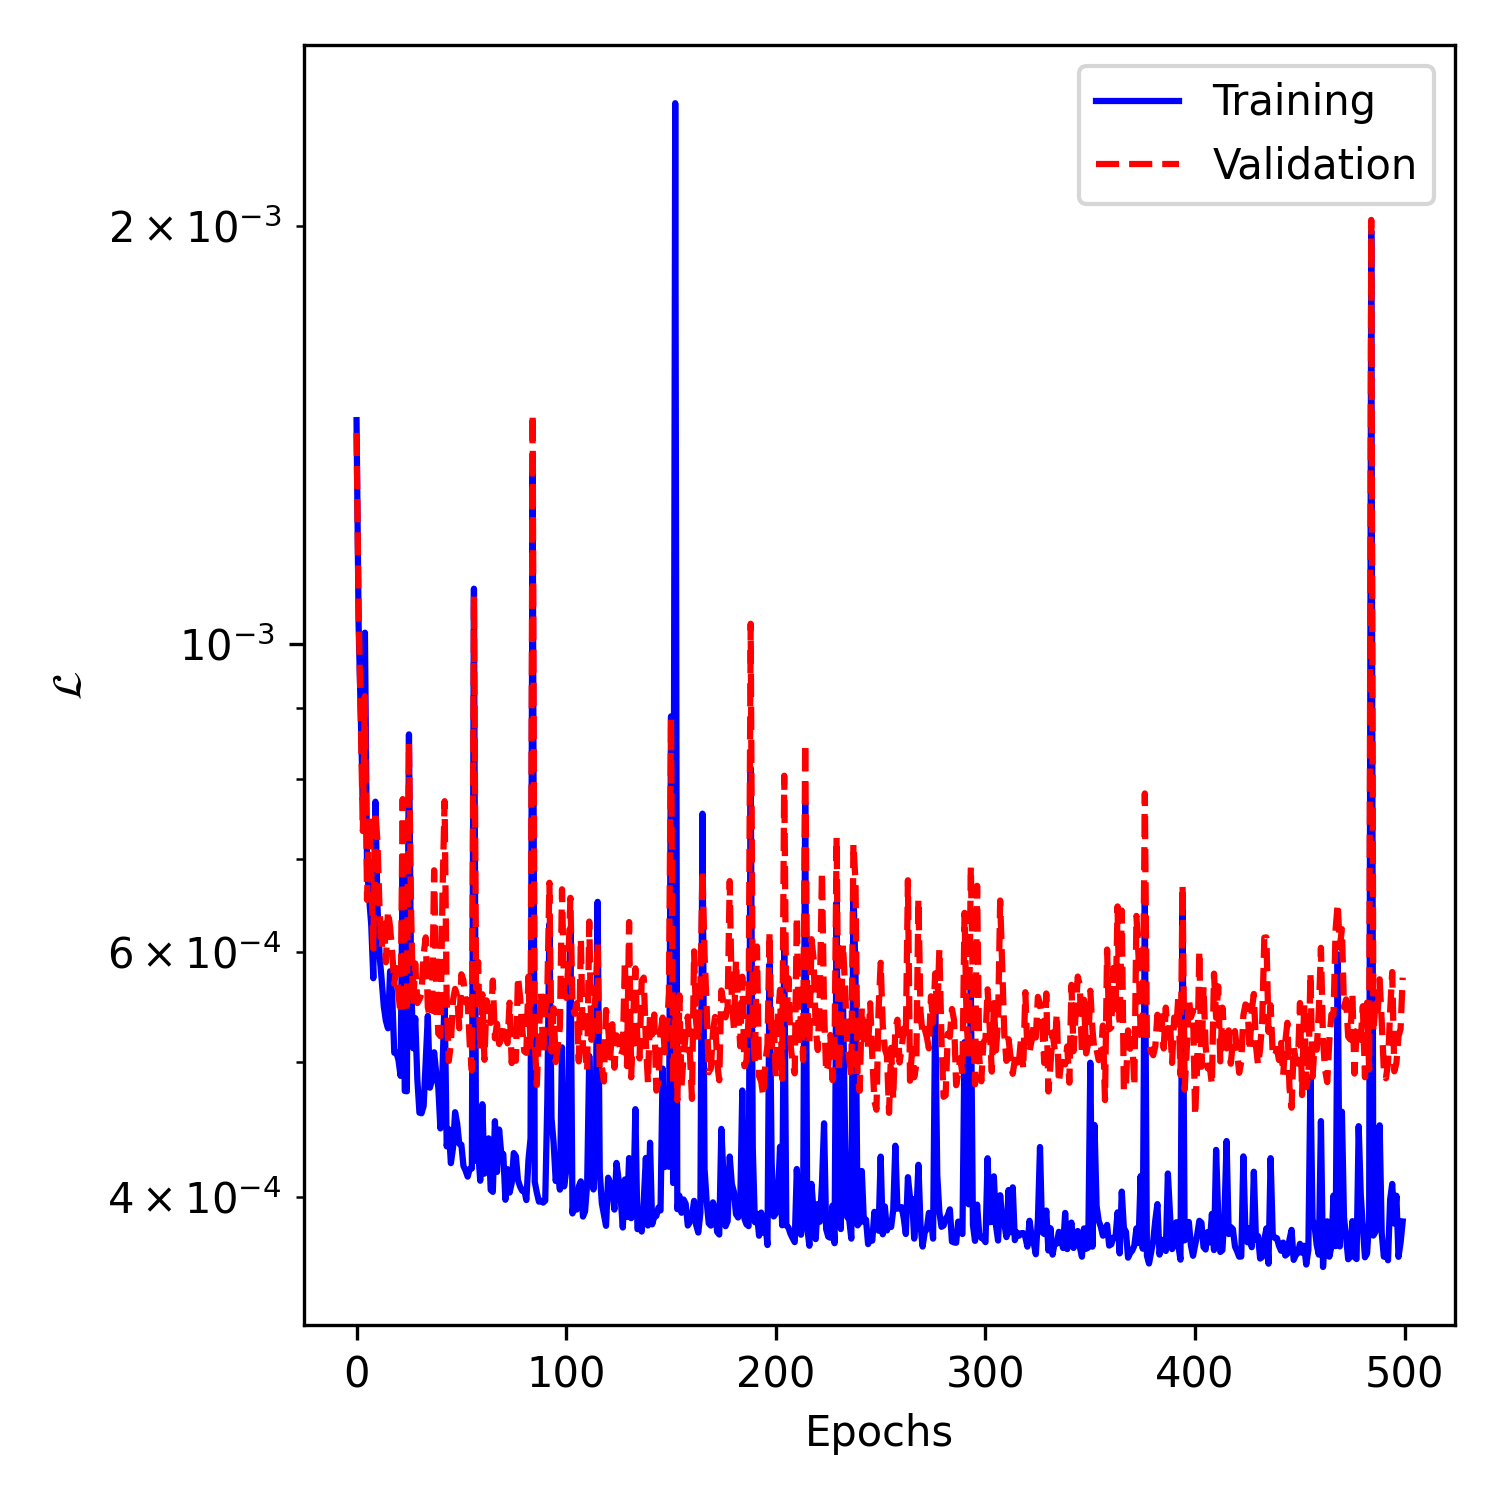 Training
Validation
2 × 10⁻³
10⁻³
6 × 10⁻⁴
4 × 10⁻⁴
ℒ
0 100 200 300 400 500
Epochs